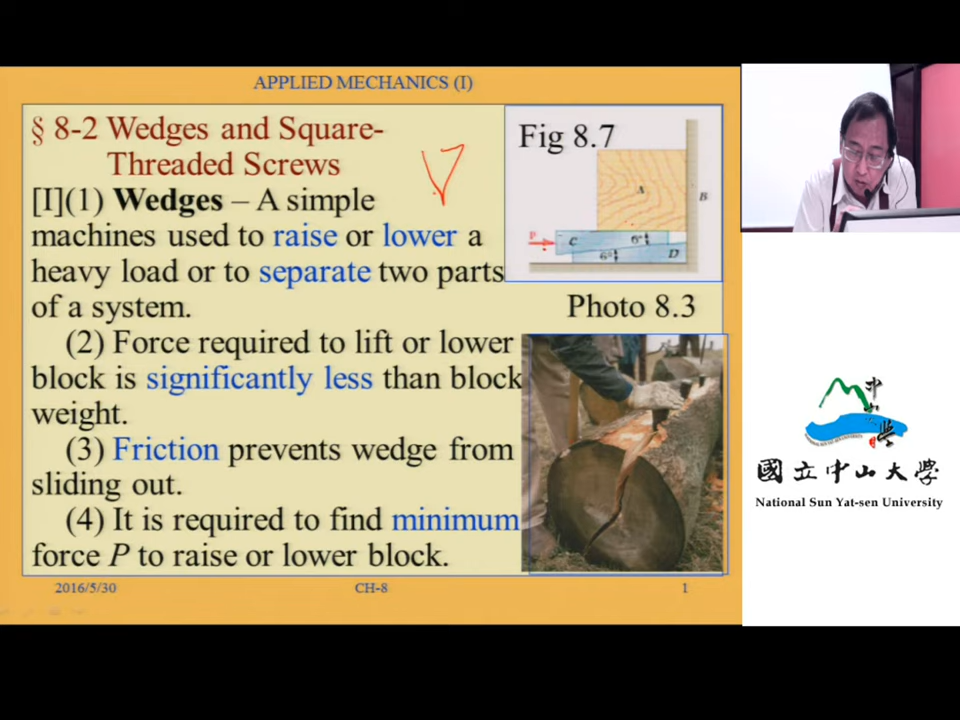 APPLIED MECHANICS (I)
§ 8-2 Wedges and Square-
Threaded Screws
[I](1) Wedges – A simple
machines used to raise or lower a
heavy load or to separate two parts
of a system.
(2) Force required to lift or lower
block is significantly less than block
weight.
(3) Friction prevents wedge from
sliding out.
(4) It is required to find minimum
force P to raise or lower block.
Fig 8.7
A
B
P
C
6°
6°
D
Photo 8.3
2016/5/30
CH-8
1
中山大學
國立中山大學
National Sun Yat-sen University